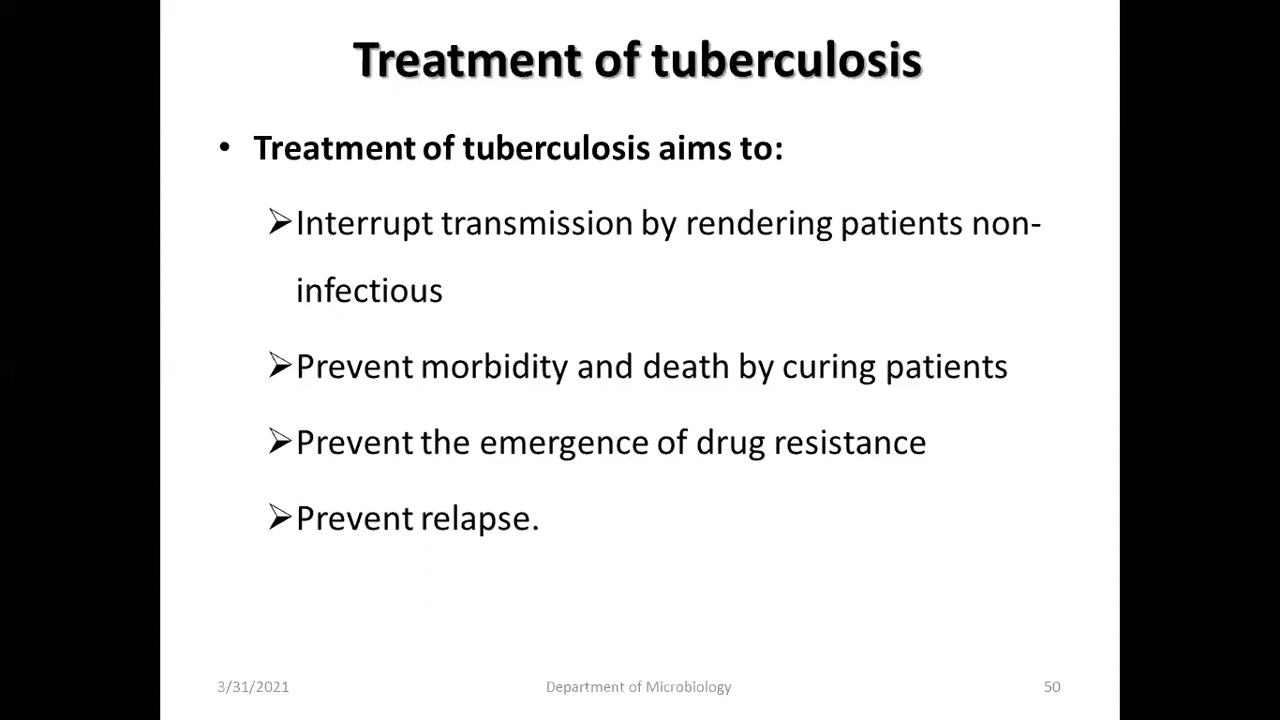 Treatment of tuberculosis
• Treatment of tuberculosis aims to:
➢Interrupt transmission by rendering patients non-
infectious
➢Prevent morbidity and death by curing patients
➢Prevent the emergence of drug resistance
➢Prevent relapse.
3/31/2021 Department of Microbiology 50